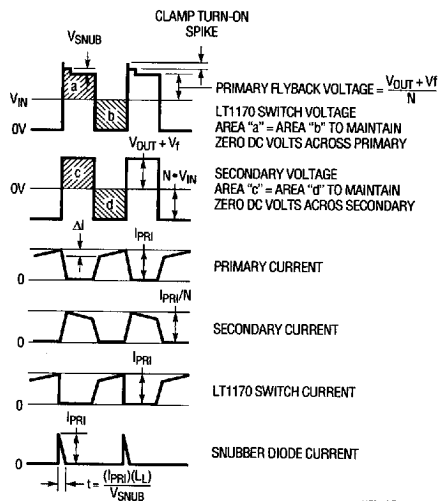 CLAMP TURN-ON
SPIKE
VSNUB
a
b
VIN
0V
PRIMARY FLYBACK VOLTAGE = VOUT + Vf
N
LT1170 SWITCH VOLTAGE
AREA "a" = AREA "b" TO MAINTAIN
ZERO DC VOLTS ACROSS PRIMARY
VOUT + Vf
c
d
0V
N•VIN
SECONDARY VOLTAGE
AREA "c" = AREA "d" TO MAINTAIN
ZERO DC VOLTS ACROS SECONDARY
ΔI
IPRI
0
PRIMARY CURRENT
IPRI/N
0
SECONDARY CURRENT
IPRI
0
LT1170 SWITCH CURRENT
IPRI
0
SNUBBER DIODE CURRENT
t = (IPRI)(LL)
VSNUB